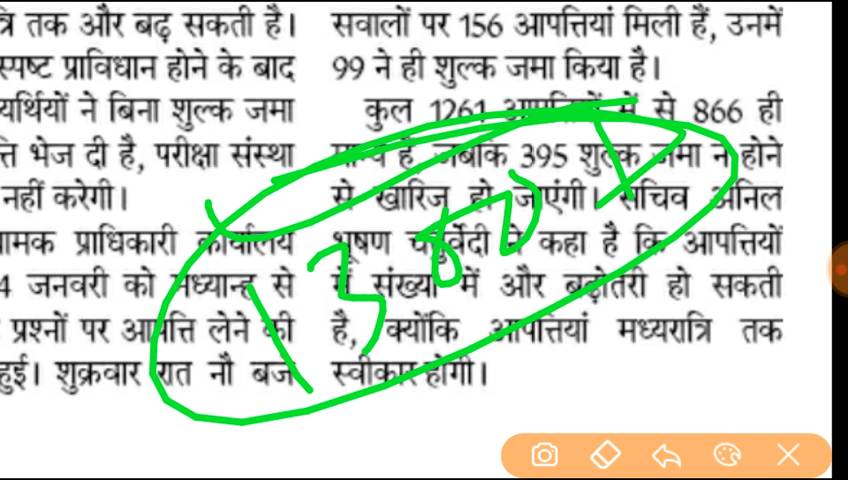 त्रि तक और बढ़ सकती है।
स्पष्ट प्राविधान होने के बाद
यर्थियों ने बिना शुल्क जमा
त्ति भेज दी है, परीक्षा संस्था
नहीं करेगी।
यामक प्राधिकारी कार्यालय
4 जनवरी को मध्यान्ह से
प्रश्नों पर आपत्ति लेने की
हुई। शुक्रवार रात नौ बजे
सवालों पर 156 आपत्तियां मिली हैं, उनमें
99 ने ही शुल्क जमा किया है।
कुल 1261 आपत्तियों में से 866 ही
मान्य हैं, जबकि 395 शुल्क जमा न होने
से खारिज हो जाएंगी। सचिव अनिल
भूषण चतुर्वेदी ने कहा है कि आपत्तियों
में संख्या में और बढ़ोतरी हो सकती
है, क्योंकि आपत्तियां मध्यरात्रि तक
स्वीकार होगी।